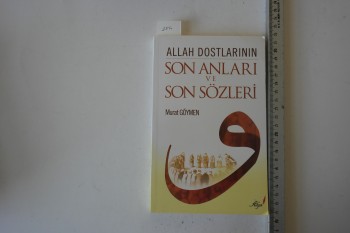 ALLAH DOSTLARININ
SON ANLARI
VE
SON SÖZLERİ
Murat GÖYMEN